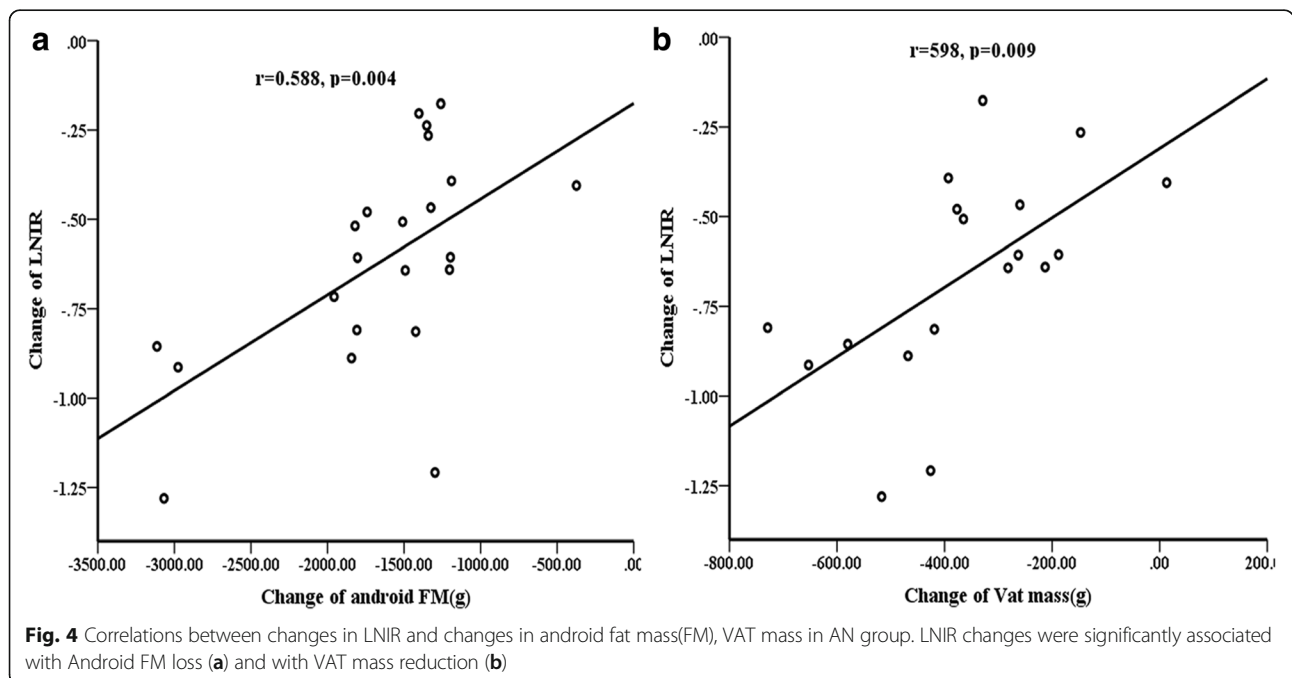 a
r=0.588, p=0.004
Change of LNIR
.00
-.25
-.50
-.75
-1.00
-1.25
-3500.00 -3000.00 -2500.00 -2000.00 -1500.00 -1000.00 -500.00 .00
Change of android FM(g)
b
r=598, p=0.009
Change of LNIR
.00
-.25
-.50
-.75
-1.00
-1.25
-800.00 -600.00 -400.00 -200.00 .00 200.0
Change of Vat mass(g)
Fig. 4 Correlations between changes in LNIR and changes in android fat mass(FM), VAT mass in AN group. LNIR changes were significantly associated
with Android FM loss (a) and with VAT mass reduction (b)